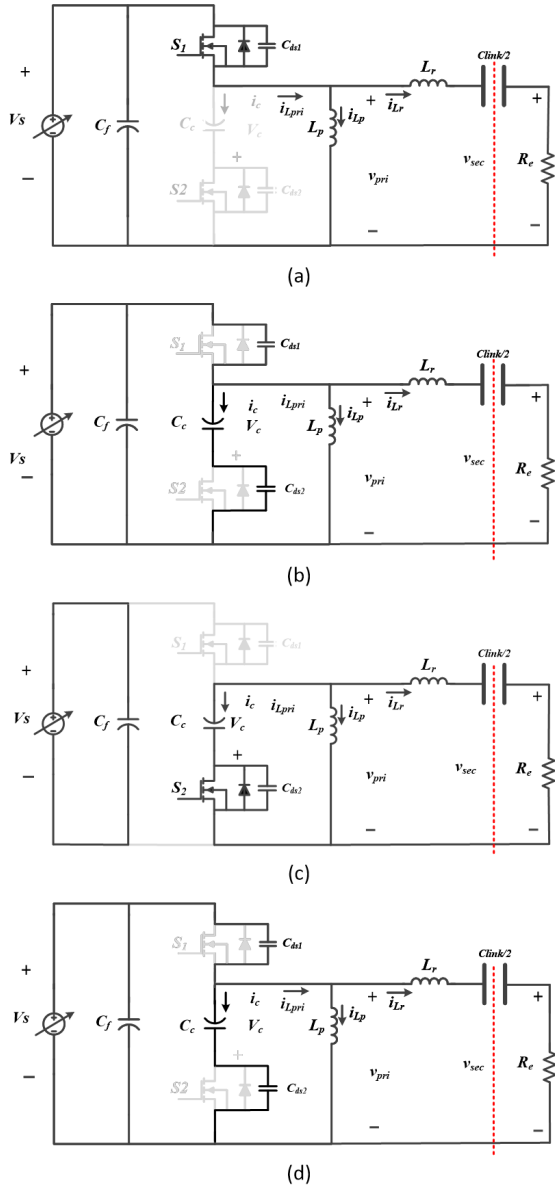 S1
Cds1
Lr
Clink/2
+
+
+
ic
iLpri
iLp
iLr
Vs
Cf
Cc
Vc
Lp
vsec
Re
+
vpri
−
S2
Cds2
−
−
(a)
S1
Cds1
Lr
Clink/2
+
+
+
ic
iLpri
iLp
iLr
Cf
Cc
Vc
Lp
vsec
Vs
Re
+
−
S2
Cds2
vpri
−
−
(b)
S1
Cds1
Lr
Clink/2
+
+
+
ic
iLpri
iLp
iLr
Vs
Cf
Cc
Vc
Lp
+
vpri
vsec
Re
−
S2
Cds2
−
−
(c)
S1
Cds1
Lr
Clink/2
+
+
+
ic
iLpri
iLp
iLr
Vs
Cf
Cc
Vc
Lp
+
vpri
vsec
Re
−
S2
Cds2
−
−
(d)